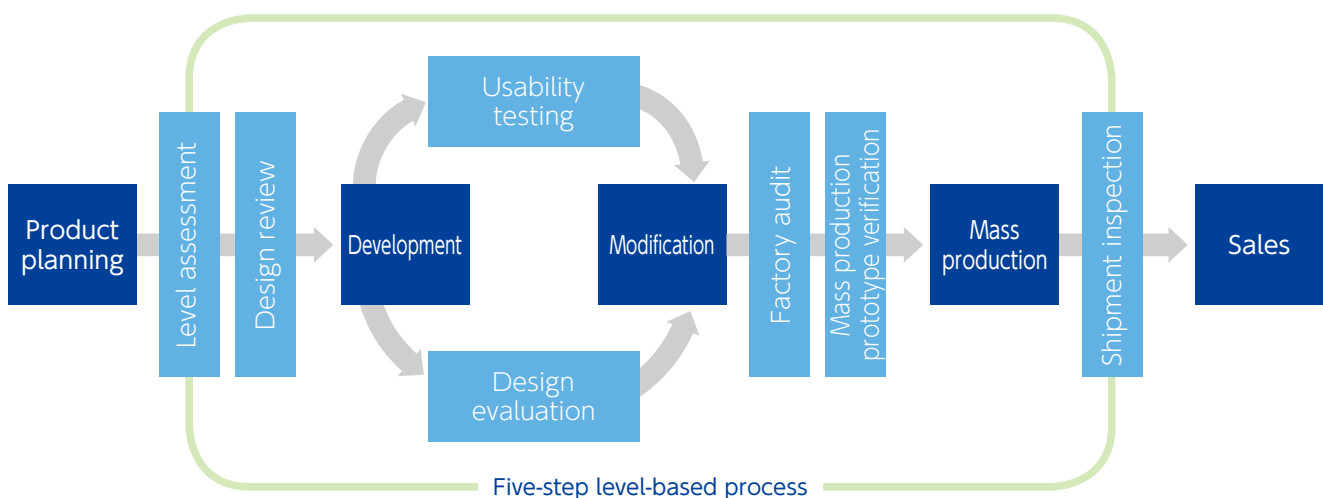 Product
planning
Level assessment
Design review
Development
Usability
testing
Design
evaluation
Modification
Factory audit
Mass production
prototype verification
Mass
production
Shipment inspection
Sales
Five-step level-based process